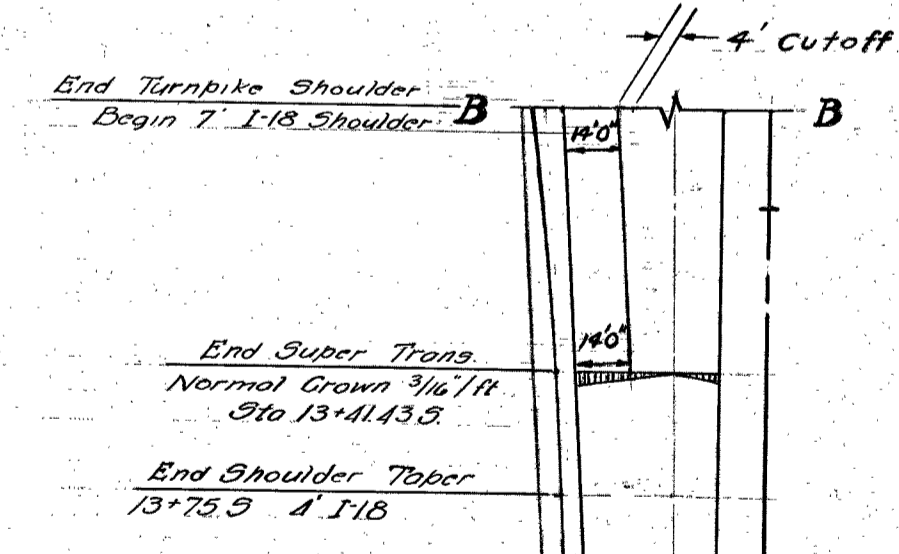 4' Cutoff
End Turnpike Shoulder
B B
Begin 7' I-18 Shoulder
14'0"
14'0"
End Super Trans.
Normal Crown 3/16"/ft
Sta 13+41.43 S.
End Shoulder Taper
13+75 S 4' I-18